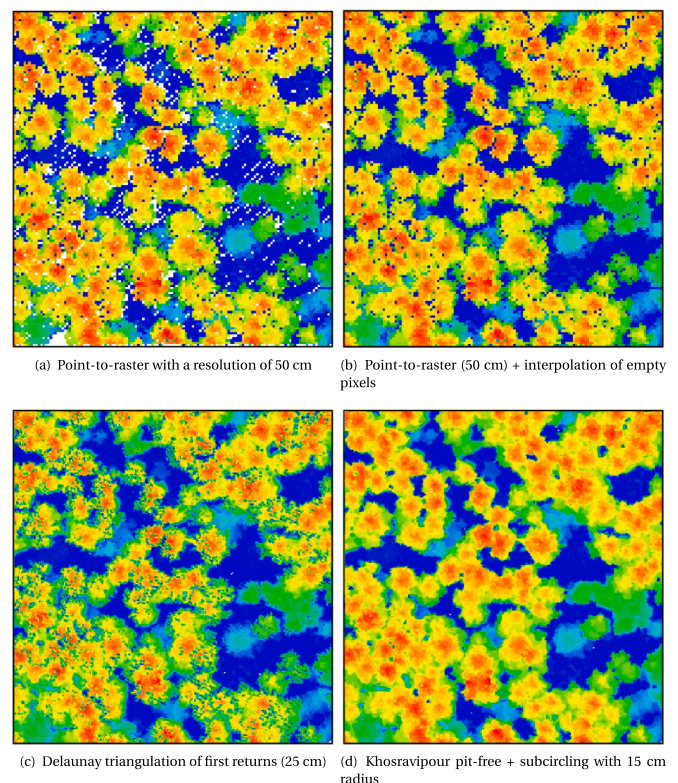 (a) Point-to-raster with a resolution of 50 cm
(b) Point-to-raster (50 cm) + interpolation of empty
pixels
(c) Delaunay triangulation of first returns (25 cm)
(d) Khosravipour pit-free + subcircling with 15 cm
radius